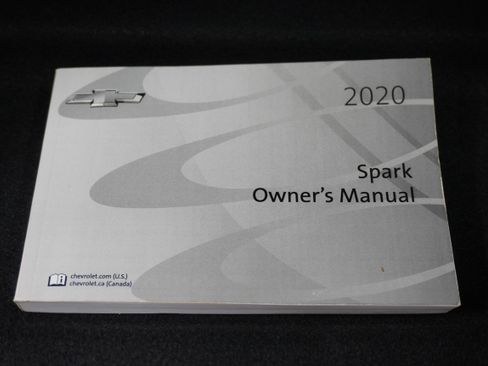 2020
Spark
Owner's Manual
chevrolet.com (U.S.)
chevrolet.ca (Canada)